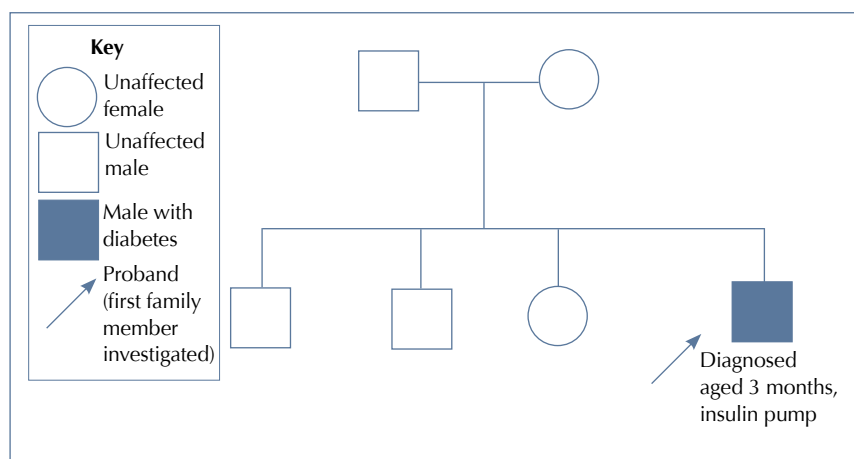 Key
Unaffected
female
Unaffected
male
Male with
diabetes
Proband
(first family
member
investigated)
Diagnosed
aged 3 months,
insulin pump